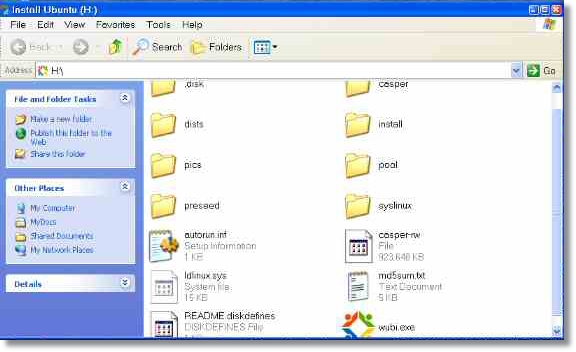 Install Ubuntu (H:)
File Edit View Favorites Tools Help
Back Search Folders
Address H:\ Go
File and Folder Tasks
Make a new folder
Publish this folder to the
Web
Share this folder
Other Places
My Computer
MyDocs
Shared Documents
My Network Places
Details
.disk casper
dists install
pics pool
preseed syslinux
autorun.inf
Setup Information
1 KB
casper-rw
File
923,648 KB
ldlinux.sys
System file
15 KB
md5sum.txt
Text Document
5 KB
README.diskdefines
DISKDEFINES File
wubi.exe